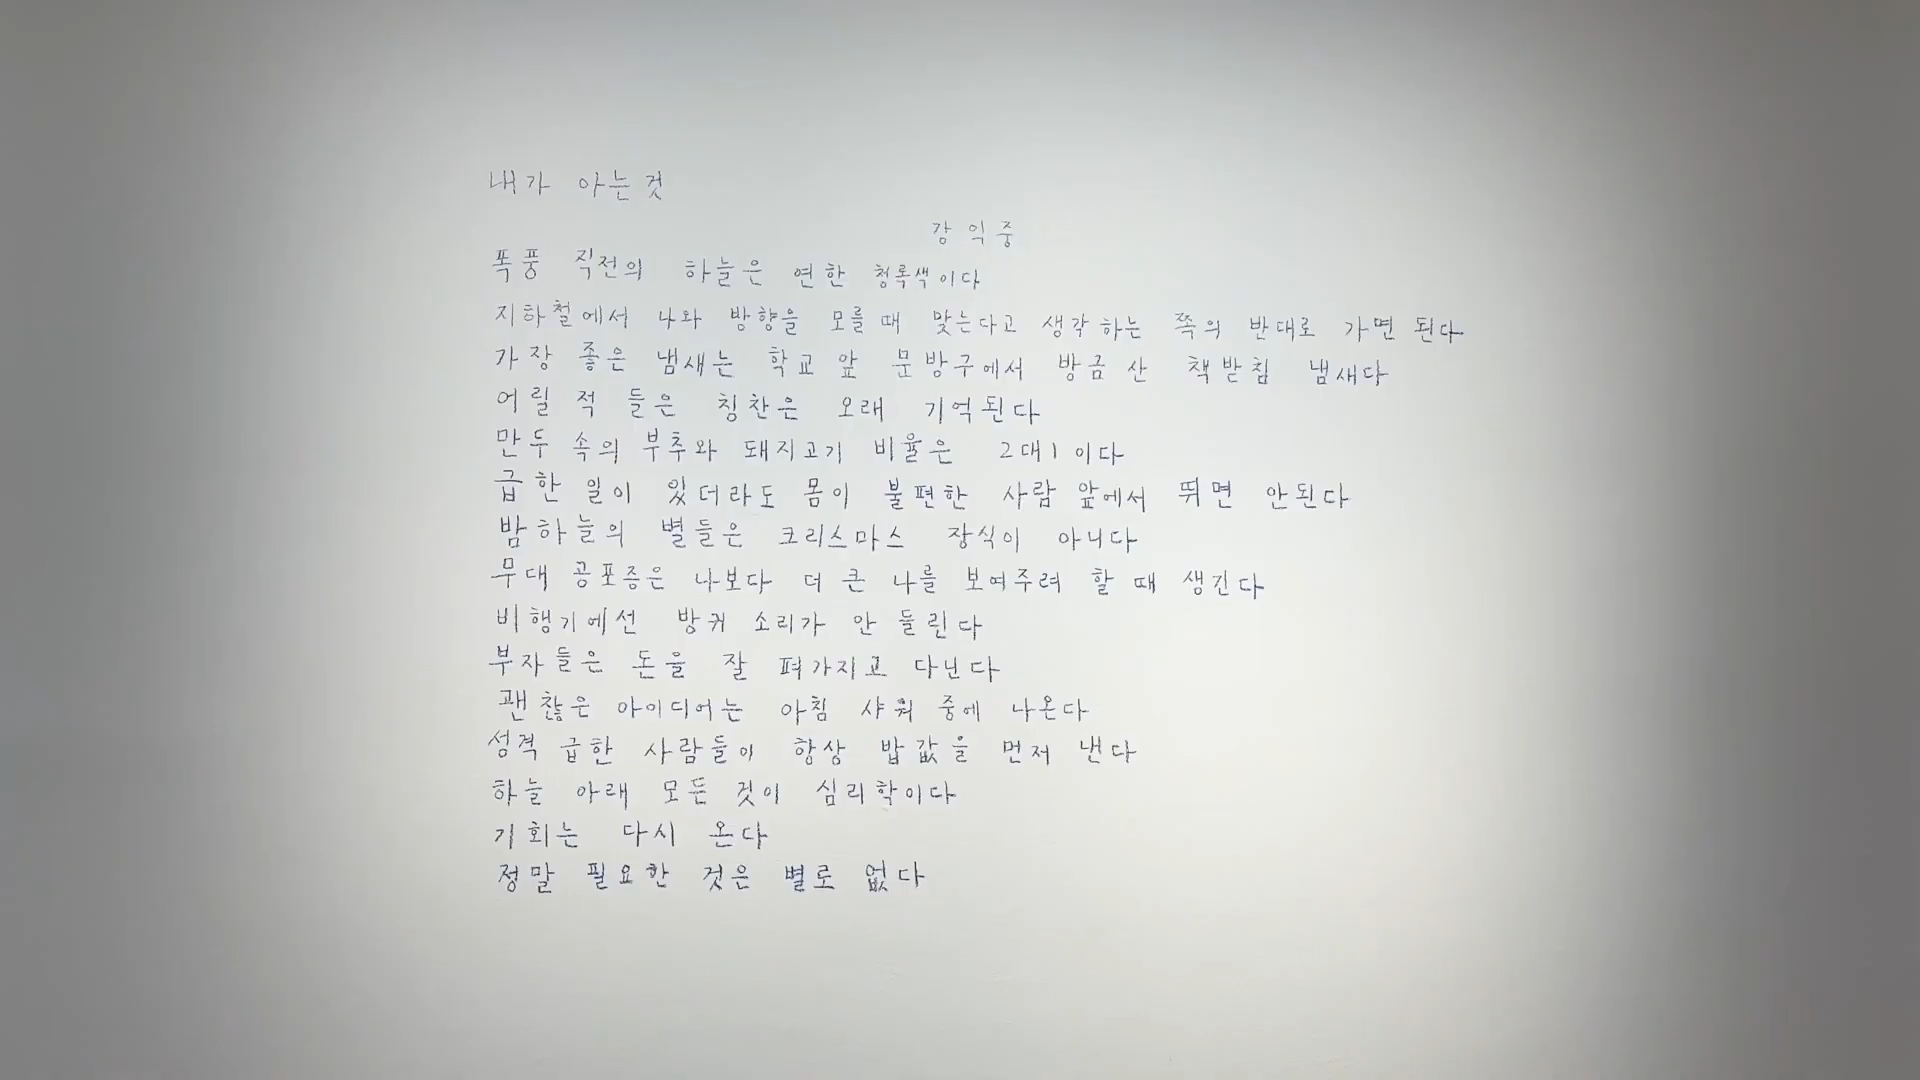 내가 아는것
강익중
폭풍 직전의 하늘은 연한 청록색이다
지하철에서 나와 방향을 모를때 맞는다고 생각하는 쪽의 반대로 가면 된다
가장 좋은 냄새는 학교 앞 문방구에서 방금 산 책받침 냄새다
어릴 적 들은 칭찬은 오래 기억된다
만두 속의 부추와 돼지고기 비율은 2대1이다
급한 일이 있더라도 몸이 불편한 사람 앞에서 뛰면 안된다
밤하늘의 별들은 크리스마스 장식이 아니다
무대 공포증은 나보다 더 큰 나를 보여주려 할 때 생긴다
비행기에선 방귀 소리가 안 들린다
부자들은 돈을 잘 펴가지고 다닌다
괜찮은 아이디어는 아침 샤워 중에 나온다
성격 급한 사람들이 항상 밥값을 먼저 낸다
하늘 아래 모든 것이 심리학이다
기회는 다시 온다
정말 필요한 것은 별로 없다